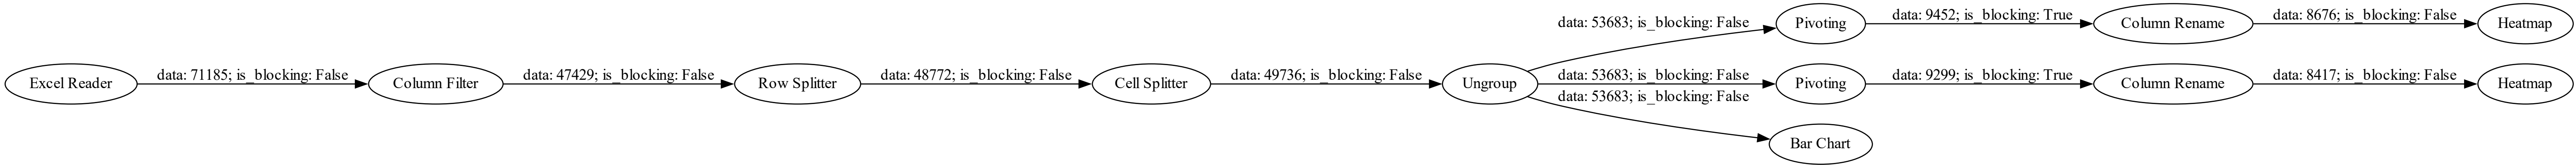 Excel Reader
data: 71185; is_blocking: False
Column Filter
data: 47429; is_blocking: False
Row Splitter
data: 48772; is_blocking: False
Cell Splitter
data: 49736; is_blocking: False
Ungroup
data: 53683; is_blocking: False
Pivoting
data: 9452; is_blocking: True
Column Rename
data: 8676; is_blocking: False
Heatmap
data: 53683; is_blocking: False
Pivoting
data: 9299; is_blocking: True
Column Rename
data: 8417; is_blocking: False
Heatmap
data: 53683; is_blocking: False
Bar Chart